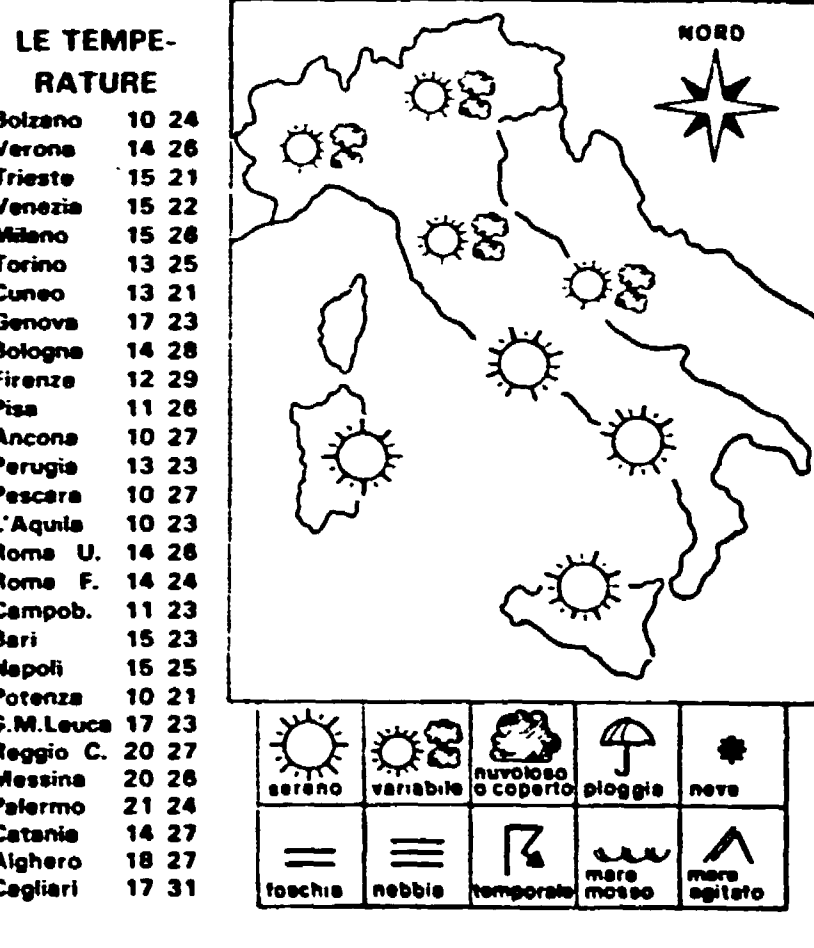 LE TEMPE-
RATURE
Bolzano 10 24
Verona 14 26
Trieste 15 21
Venezia 15 22
Milano 15 26
Torino 13 25
Cuneo 13 21
Genova 17 23
Bologna 14 28
Firenze 12 29
Pisa 11 26
Ancona 10 27
Perugia 13 23
Pescara 10 27
L'Aquila 10 23
Roma U. 14 26
Roma F. 14 24
Campob. 11 23
Bari 15 23
Napoli 15 25
Potenza 10 21
S.M.Leuca 17 23
Reggio C. 20 27
Messina 20 26
Palermo 21 24
Catania 14 27
Alghero 18 27
Cagliari 17 31
NORD
sereno
variabile
nuvoloso
o coperto
pioggia
neve
foschia
nebbia
temporale
mare
mosso
mare
agitato